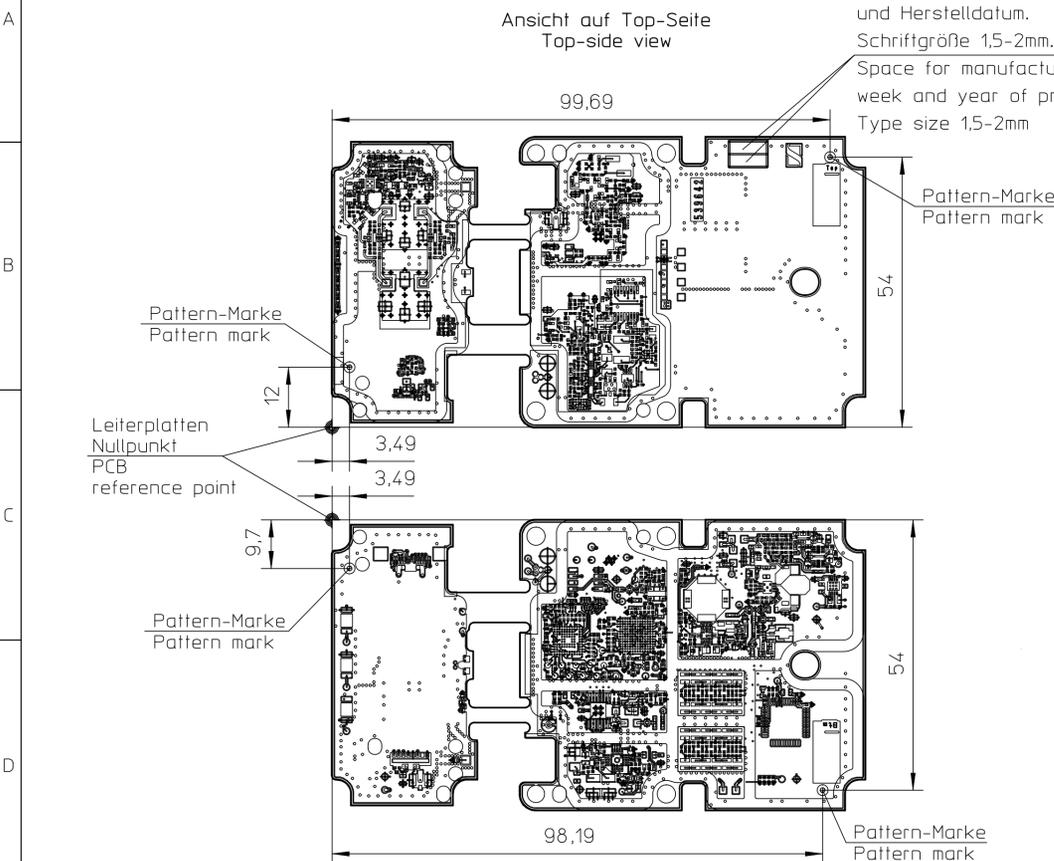 A
Ansicht auf Top-Seite
Top-side view
und Herstelldatum.
Schriftgröße 1,5-2mm.
Space for manufactu
week and year of pr
Type size 1,5-2mm
99,69
Top
539642
Pattern-Marke
Pattern mark
B
54
Pattern-Marke
Pattern mark
12
Leiterplatten
Nullpunkt
PCB
reference point
3,49
3,49
C
9,7
Pattern-Marke
Pattern mark
54
Btm
D
98,19
Pattern-Marke
Pattern mark